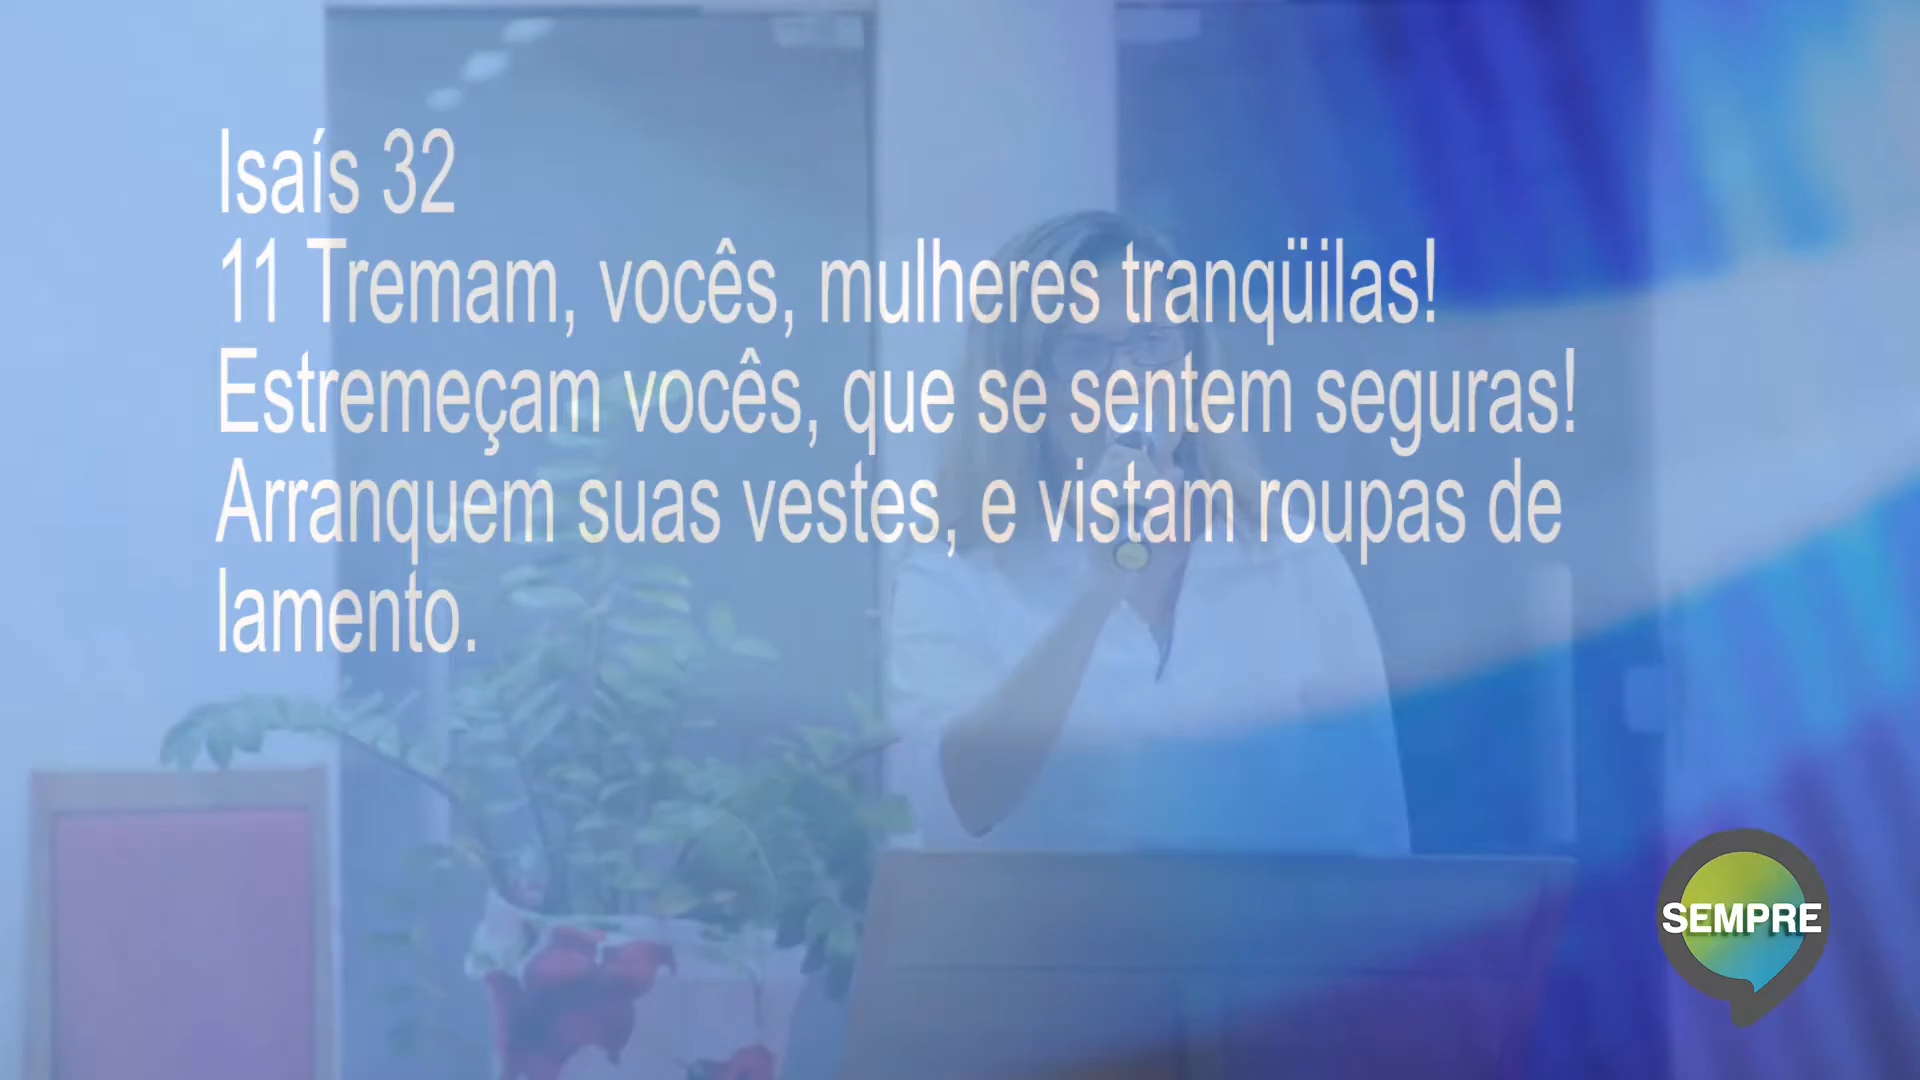 Isaís 32
11 Tremam, vocês, mulheres tranqüilas!
Estremeçam vocês, que se sentem seguras!
Arranquem suas vestes, e vistam roupas de
lamento.
SEMPRE